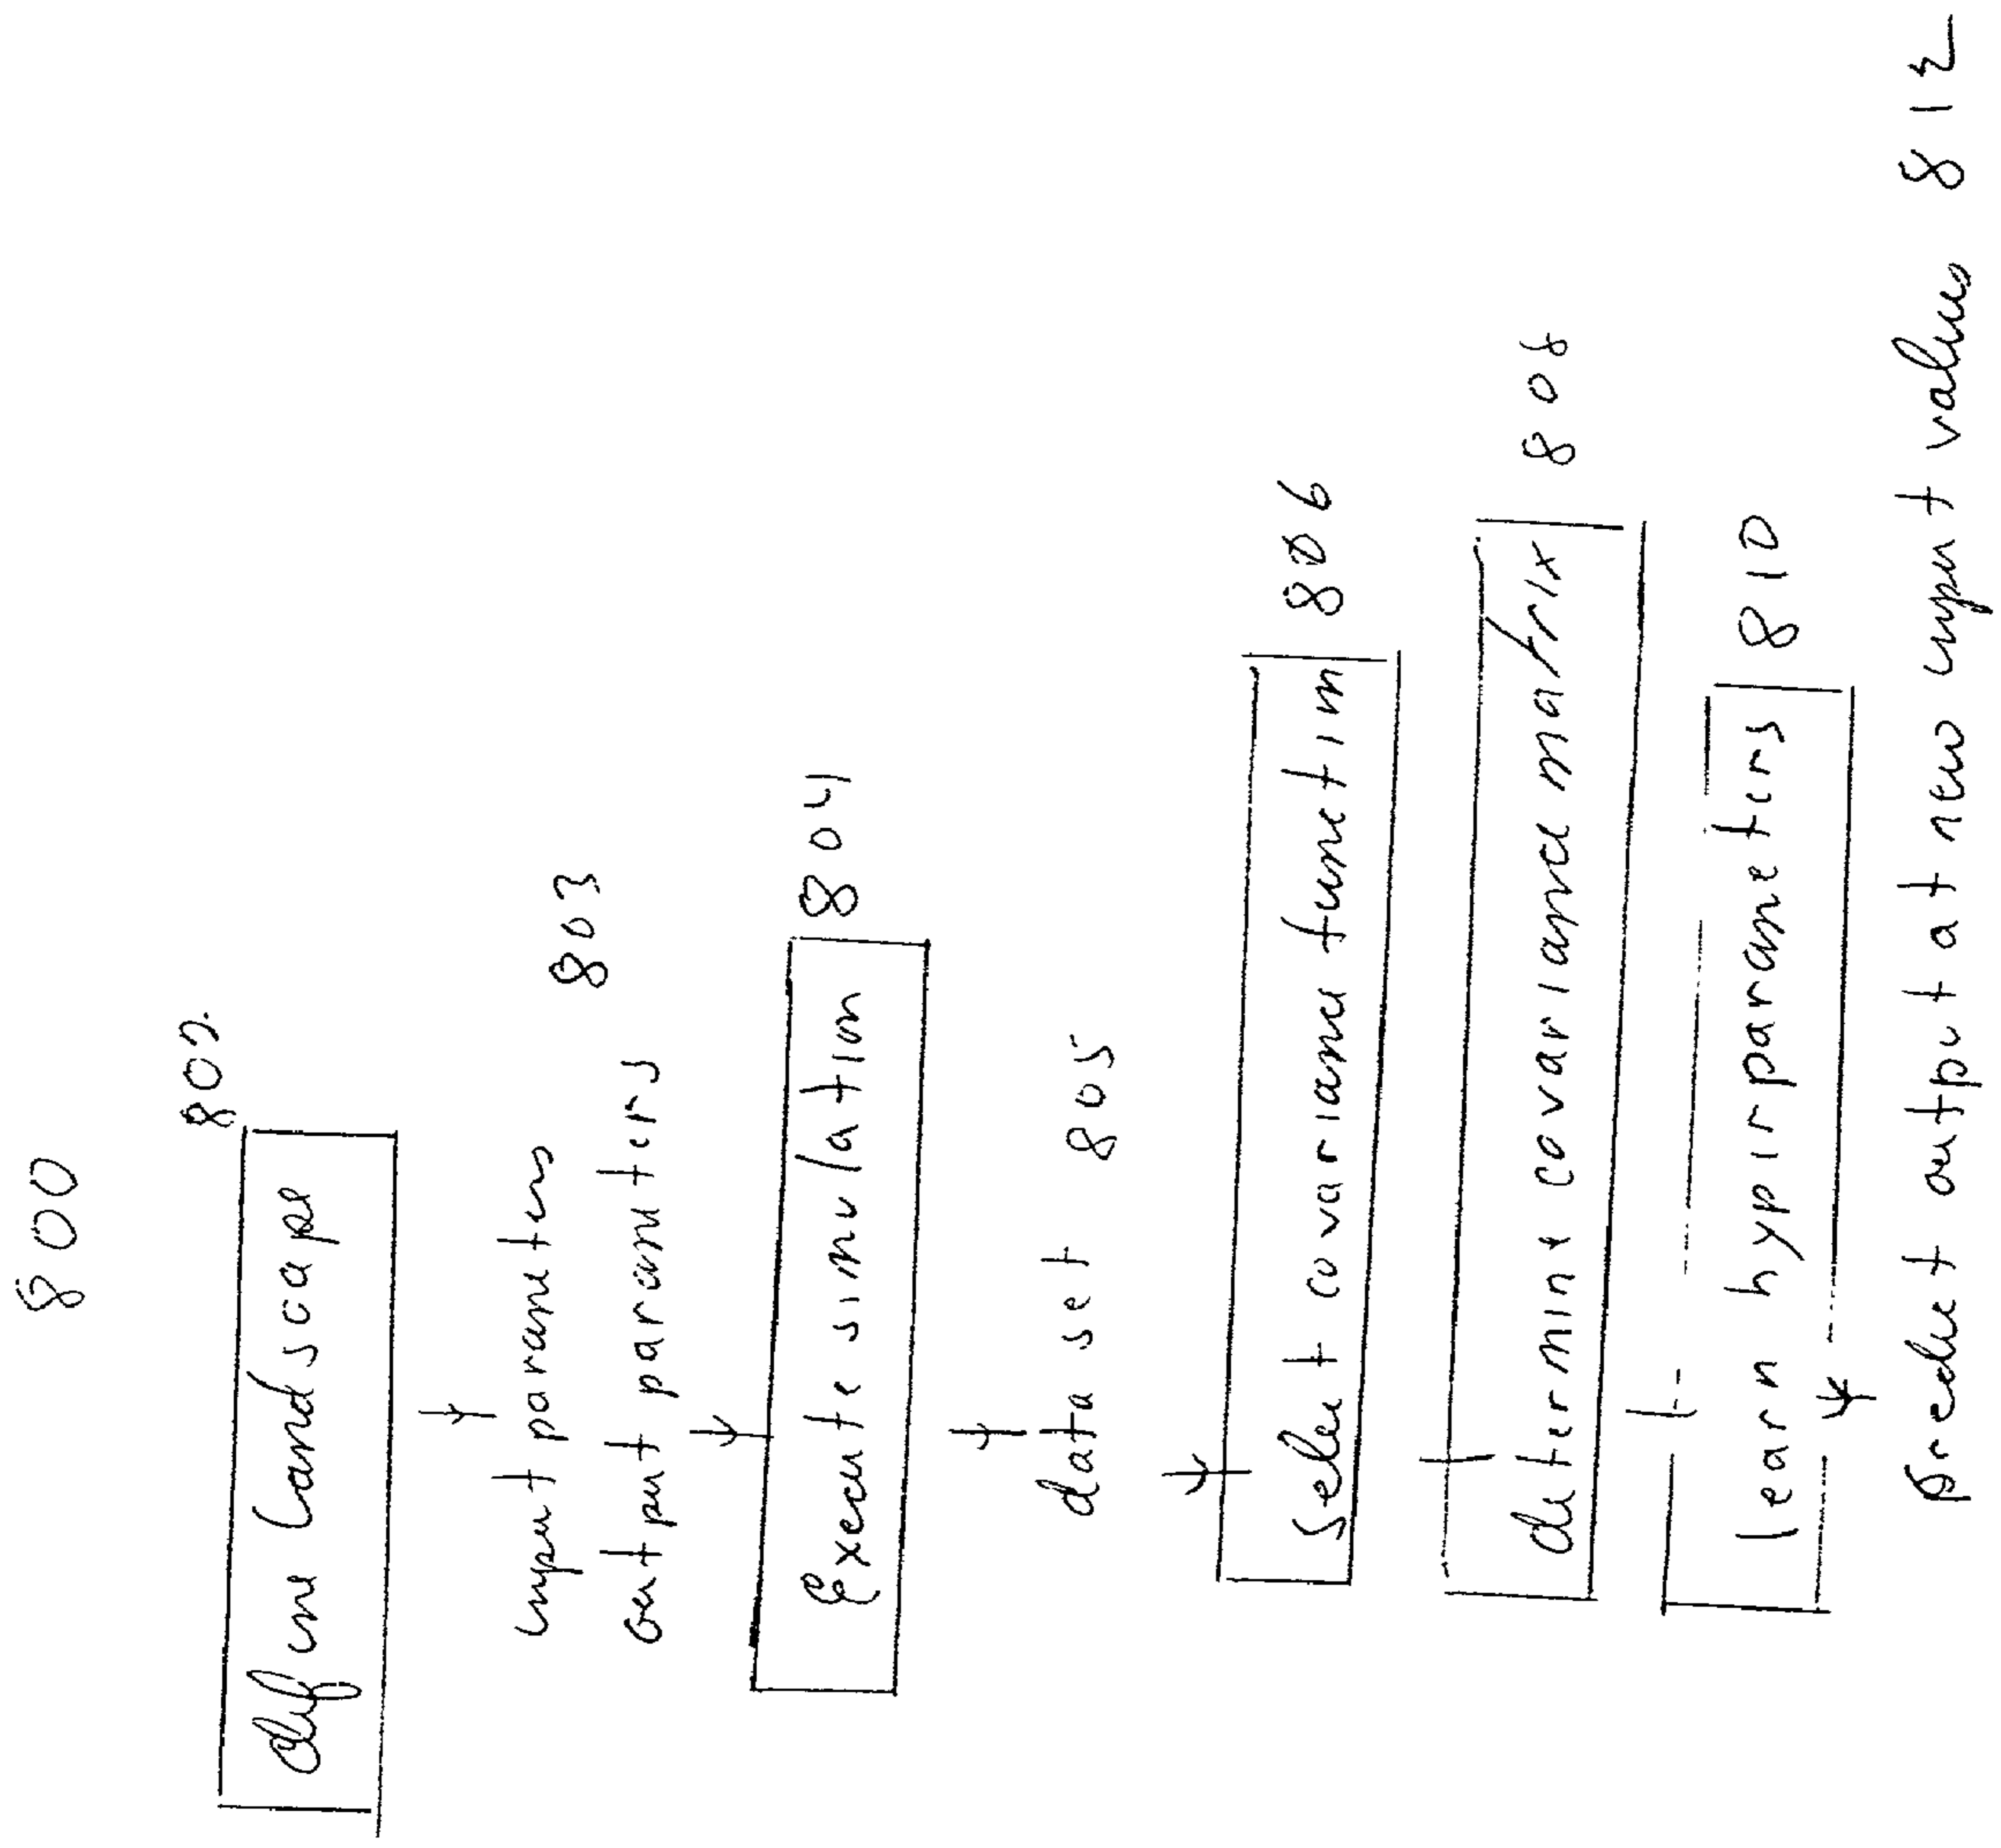 800
802
define landscape
input parameters
output parameters 803
Execute simulation 804
data set 805
Select covariance function 806
determine covariance matrix 808
learn hyperparameters 810
predict output at new input values 812